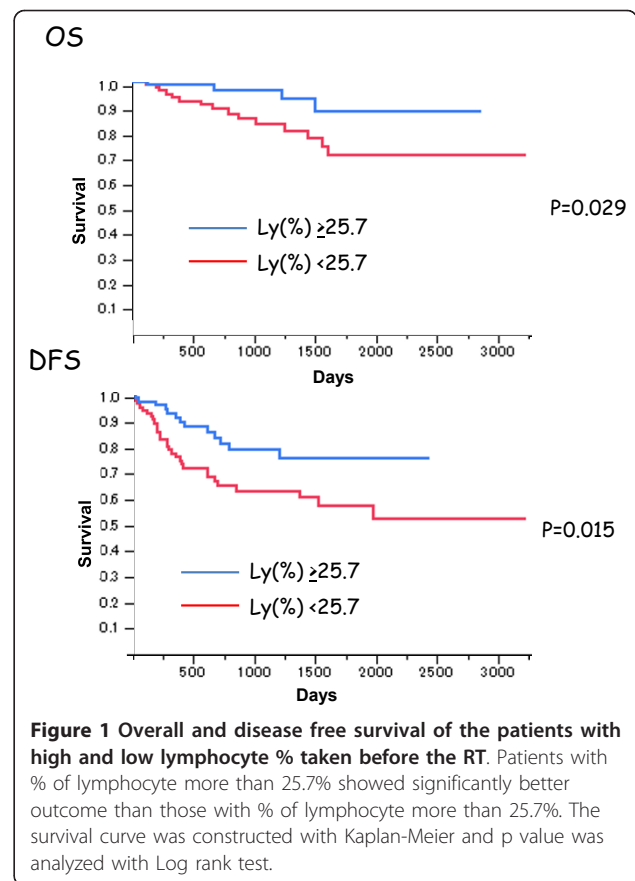 OS
1.0
0.9
0.8
0.7
0.6
0.5
0.4
0.3
0.2
0.1
Survival
P=0.029
Ly(%) ≥25.7
Ly(%) <25.7
500 1000 1500 2000 2500 3000
Days
DFS
1.0
0.9
0.8
0.7
0.6
0.5
0.4
0.3
0.2
0.1
Survival
P=0.015
Ly(%) ≥25.7
Ly(%) <25.7
500 1000 1500 2000 2500 3000
Days
Figure 1 Overall and disease free survival of the patients with
high and low lymphocyte % taken before the RT. Patients with
% of lymphocyte more than 25.7% showed significantly better
outcome than those with % of lymphocyte more than 25.7%. The
survival curve was constructed with Kaplan-Meier and p value was
analyzed with Log rank test.